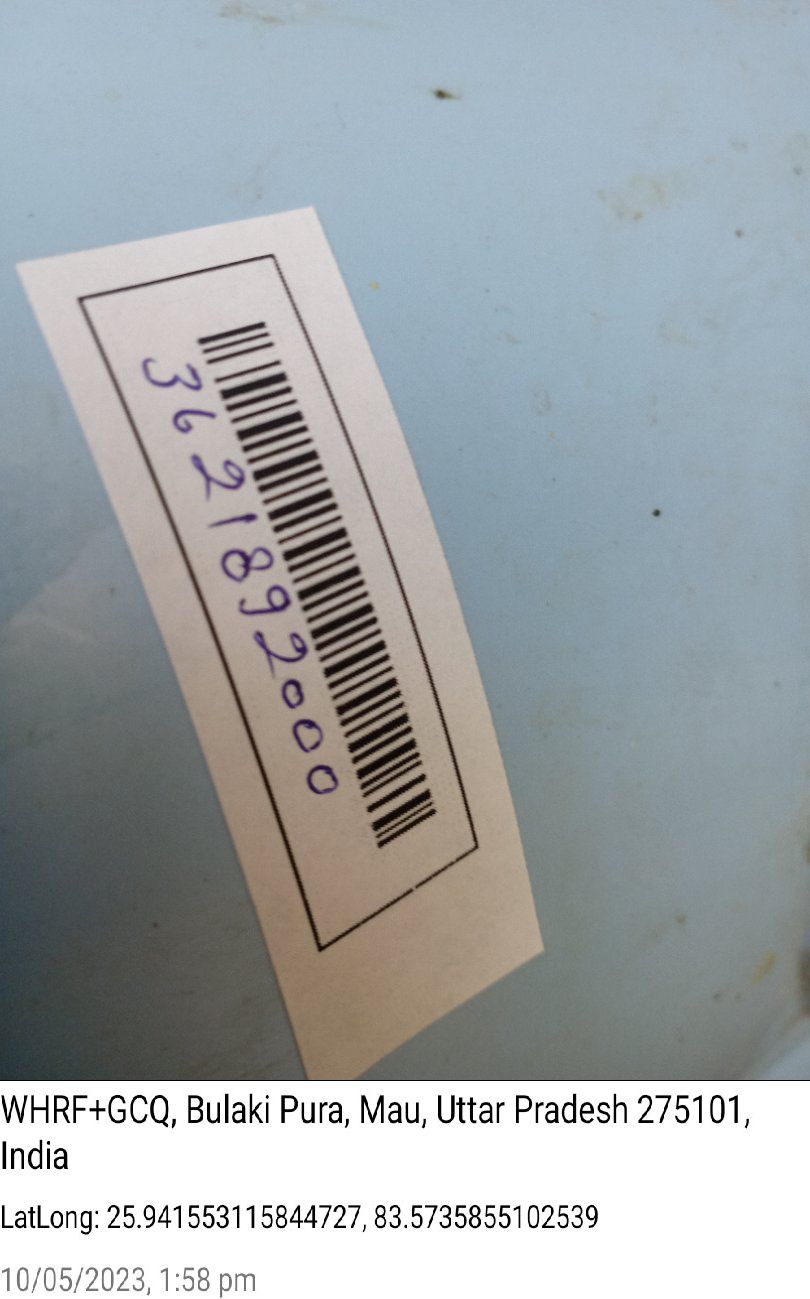 3621892000
WHRF+GCQ, Bulaki Pura, Mau, Uttar Pradesh 275101,
India
LatLong: 25.941553115844727, 83.5735855102539
10/05/2023, 1:58 pm